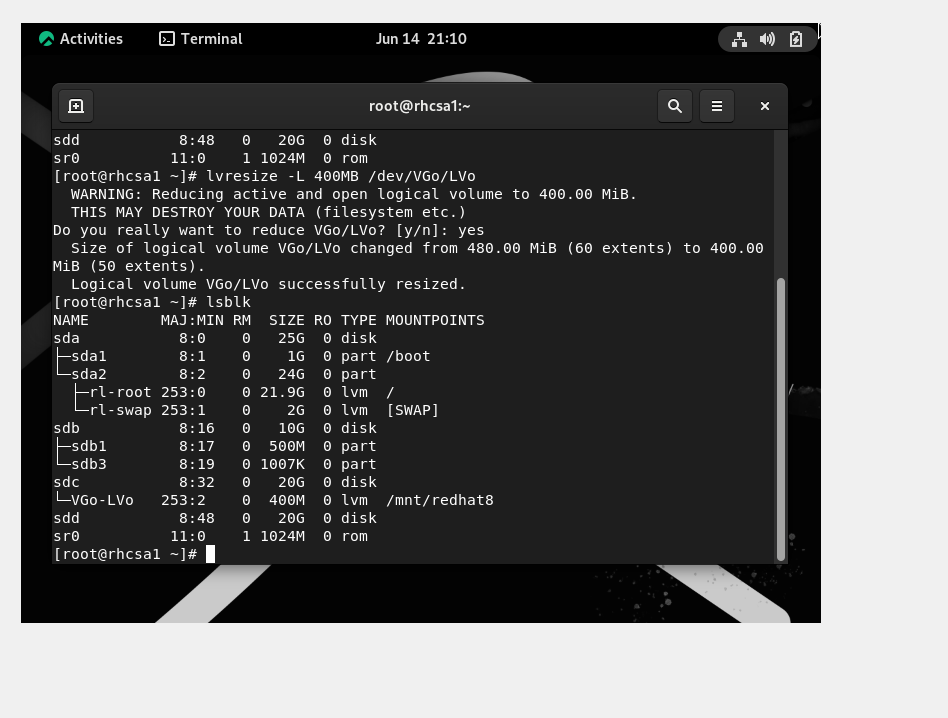 Activities Terminal Jun 14 21:10
root@rhcsa1:~
sdd 8:48 0 20G 0 disk
sr0 11:0 1 1024M 0 rom
[root@rhcsa1 ~]# lvresize -L 400MB /dev/VGo/LVo
WARNING: Reducing active and open logical volume to 400.00 MiB.
THIS MAY DESTROY YOUR DATA (filesystem etc.)
Do you really want to reduce VGo/LVo? [y/n]: yes
Size of logical volume VGo/LVo changed from 480.00 MiB (60 extents) to 400.00
MiB (50 extents).
Logical volume VGo/LVo successfully resized.
[root@rhcsa1 ~]# lsblk
NAME MAJ:MIN RM SIZE RO TYPE MOUNTPOINTS
sda 8:0 0 25G 0 disk
├─sda1 8:1 0 1G 0 part /boot
└─sda2 8:2 0 24G 0 part
  ├─rl-root 253:0 0 21.9G 0 lvm /
  └─rl-swap 253:1 0 2G 0 lvm [SWAP]
sdb 8:16 0 10G 0 disk
├─sdb1 8:17 0 500M 0 part
└─sdb3 8:19 0 1007K 0 part
sdc 8:32 0 20G 0 disk
└─VGo-LVo 253:2 0 400M 0 lvm /mnt/redhat8
sdd 8:48 0 20G 0 disk
sr0 11:0 1 1024M 0 rom
[root@rhcsa1 ~]#